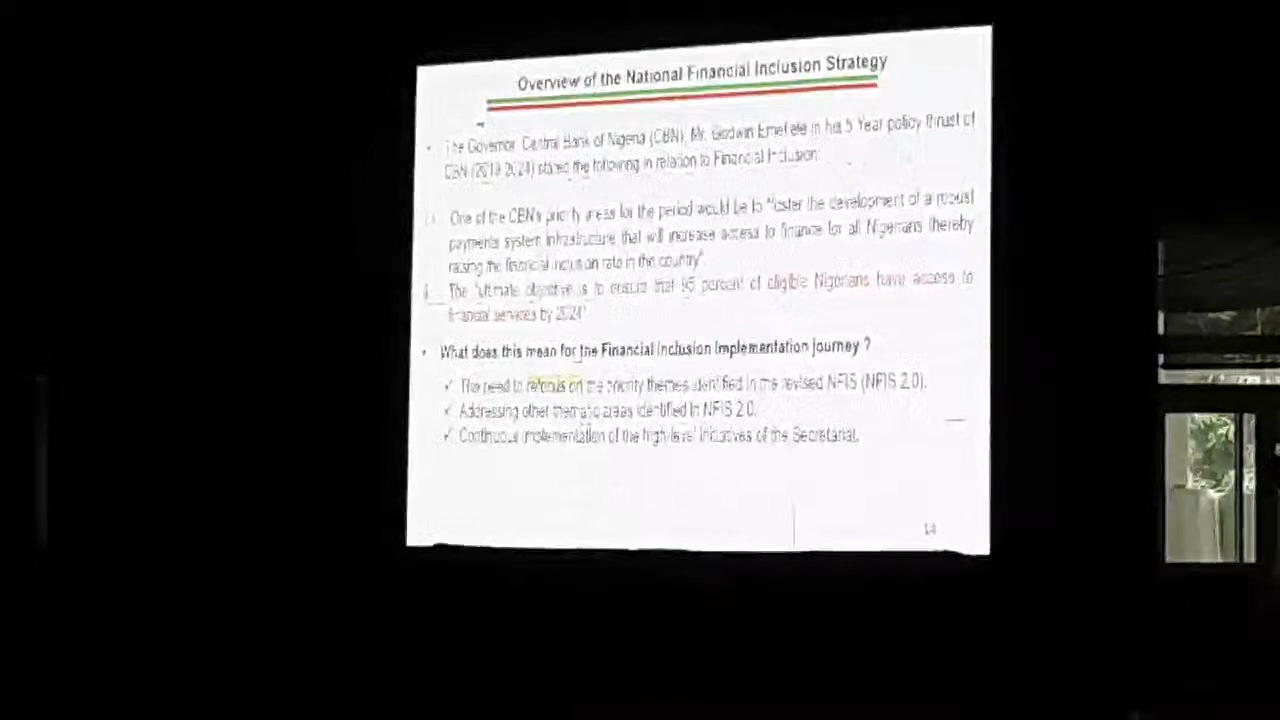 Overview of the National Financial Inclusion Strategy
The Governor, Central Bank of Nigeria (CBN), Mr. Godwin Emefiele in his 5 Year policy thrust of
CBN (2019-2024) stated the following in relation to Financial Inclusion:
One of the CBN's priority areas for the period would be to "foster the development of a robust
payments system infrastructure that will increase access to finance for all Nigerians thereby
raising the financial inclusion rate in the country"
The "ultimate objective is to ensure that 95 percent of eligible Nigerians have access to
financial services by 2024"
• What does this mean for the Financial Inclusion Implementation journey ?
✓ The need to refocus on the priority themes identified in the revised NFIS (NFIS 2.0).
✓ Addressing other thematic areas identified in NFIS 2.0.
✓ Continuous implementation of the high-level initiatives of the Secretariat.
14